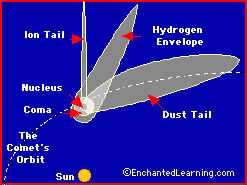 Ion Tail
Hydrogen
Envelope
Nucleus
Coma
Dust Tail
The
Comet's
Orbit
Sun
©EnchantedLearning.com